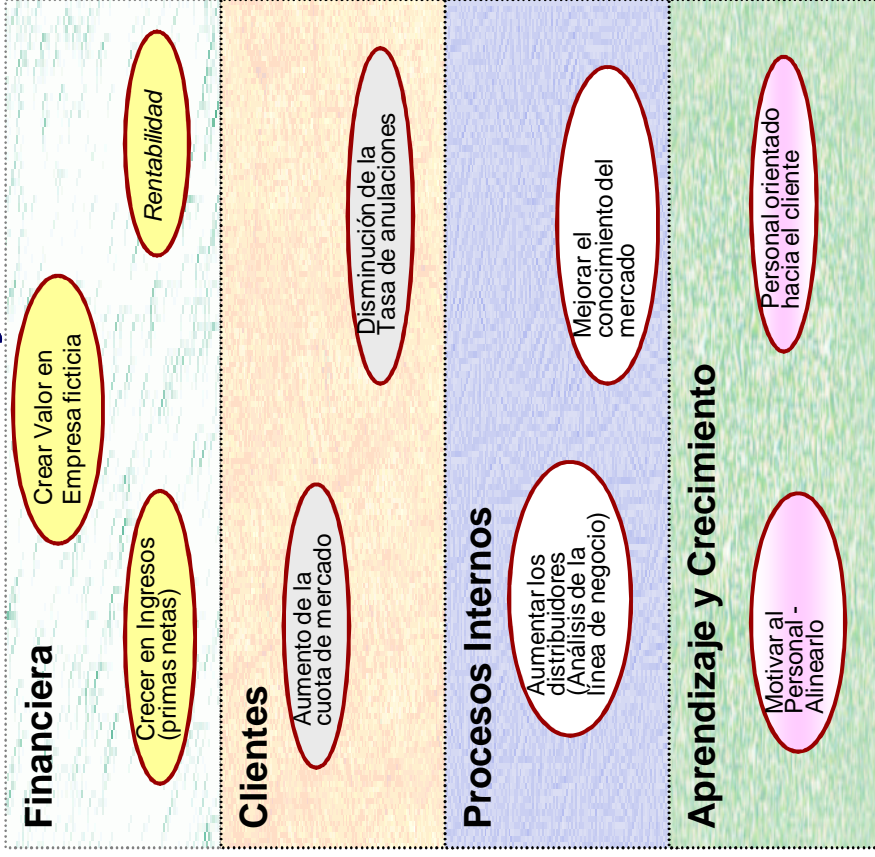 Financiera
Crear Valor en
Empresa ficticia
Crecer en Ingresos
(primas netas)
Rentabilidad
Clientes
Aumento de la
cuota de mercado
Disminución de la
Tasa de anulaciones
Procesos Internos
Aumentar los
distribuidores
(Análisis de la
línea de negocio)
Mejorar el
conocimiento del
mercado
Aprendizaje y Crecimiento
Motivar al
Personal -
Alinearlo
Personal orientado
hacia el cliente